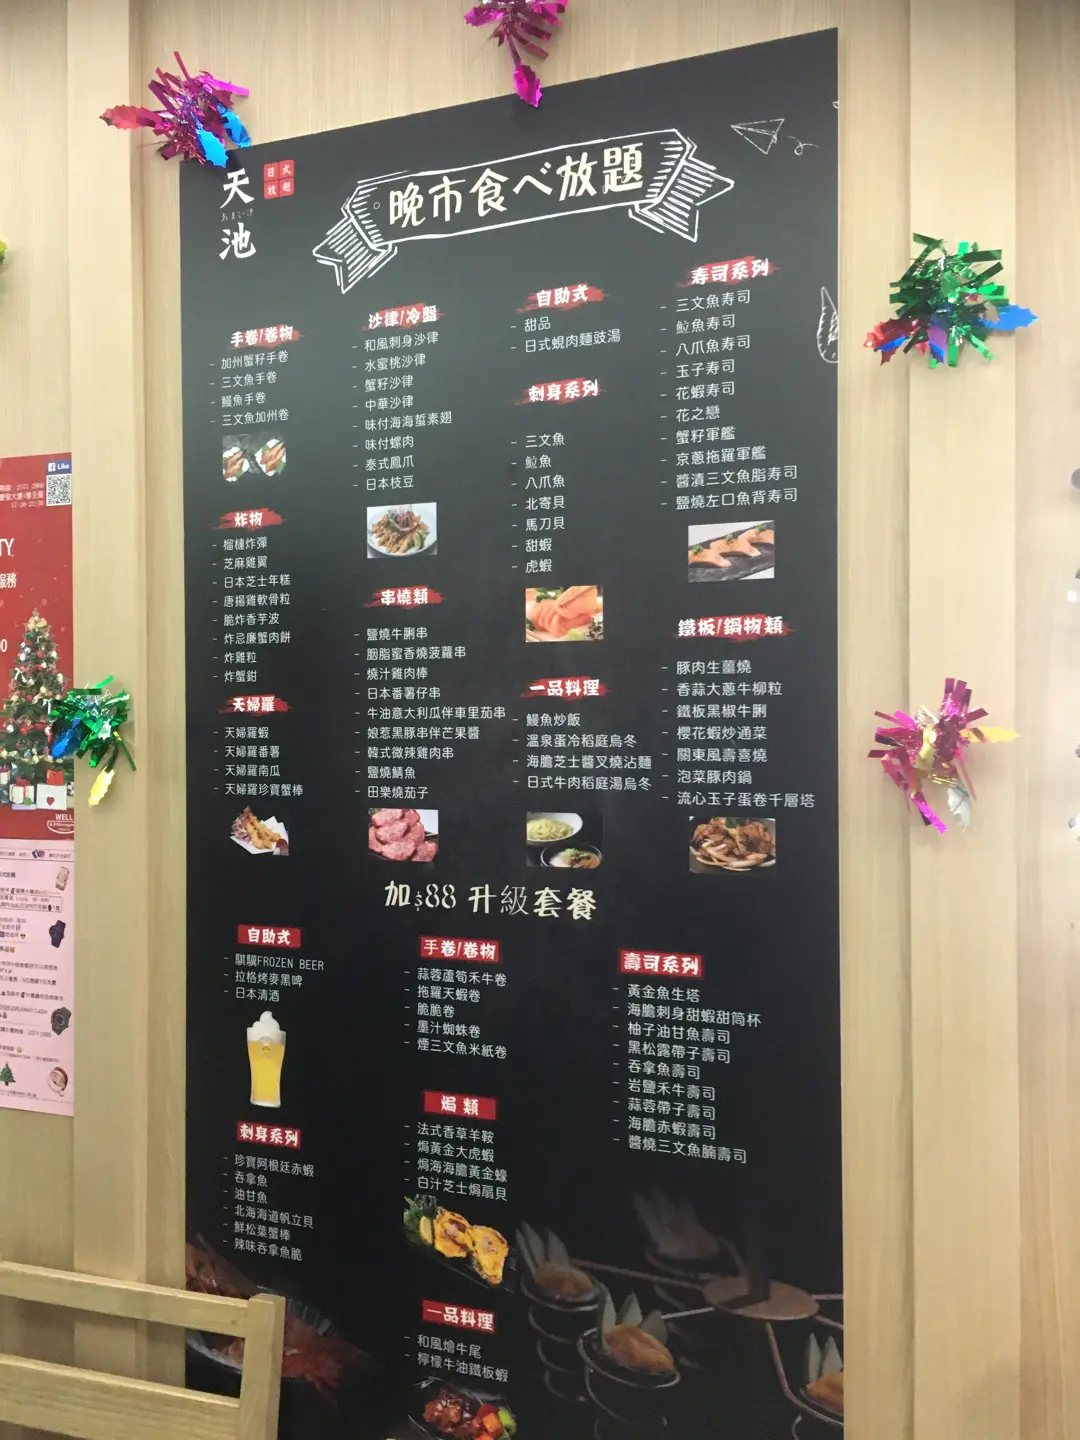 天池
あまいけ
日式
放題
晚市食べ放題
手卷/卷物
- 加州蟹籽手卷
- 三文魚手卷
- 鰻魚手卷
- 三文魚加州卷
炸物
- 榴槤炸彈
- 芝麻雞翼
- 日本芝士年糕
- 唐揚雞軟骨粒
- 脆炸香芋波
- 炸忌廉蟹肉餅
- 炸雞粒
- 炸蟹鉗
天婦羅
- 天婦羅蝦
- 天婦羅番薯
- 天婦羅南瓜
- 天婦羅珍寶蟹棒
沙律/冷盤
- 和風刺身沙律
- 水蜜桃沙律
- 蟹籽沙律
- 中華沙律
- 味付海海蜇素翅
- 味付螺肉
- 泰式鳳爪
- 日本枝豆
串燒類
- 鹽燒牛脷串
- 胭脂蜜香燒菠蘿串
- 燒汁雞肉棒
- 日本番薯仔串
- 牛油意大利瓜伴車里茄串
- 娘惹黑豚串伴芒果醬
- 韓式微辣雞肉串
- 鹽燒鯖魚
- 田樂燒茄子
自助式
- 甜品
- 日式蜆肉麵豉湯
刺身系列
- 三文魚
- 鮫魚
- 八爪魚
- 北寄貝
- 馬刀貝
- 甜蝦
- 虎蝦
一品料理
- 鰻魚炒飯
- 溫泉蛋冷稻庭烏冬
- 海膽芝士醬叉燒沾麵
- 日式牛肉稻庭湯烏冬
寿司系列
- 三文魚寿司
- 鮫魚寿司
- 八爪魚寿司
- 玉子寿司
- 花蝦寿司
- 花之戀
- 蟹籽軍艦
- 京蔥拖羅軍艦
- 醬漬三文魚脂寿司
- 鹽燒左口魚背寿司
鐵板/鍋物類
- 豚肉生薑燒
- 香蒜大蔥牛柳粒
- 鐵板黑椒牛脷
- 櫻花蝦炒通菜
- 關東風壽喜燒
- 泡菜豚肉鍋
- 流心玉子蛋卷千層塔
加$88 升級套餐
自助式
- 騏驥FROZEN BEER
- 拉格烤麥黑啤
- 日本清酒
刺身系列
- 珍寶阿根廷赤蝦
- 吞拿魚
- 油甘魚
- 北海海道帆立貝
- 鮮松葉蟹棒
- 辣味吞拿魚脆
手卷/卷物
- 蒜蓉蘆筍禾牛卷
- 拖羅天蝦卷
- 脆脆卷
- 墨汁蜘蛛卷
- 煙三文魚米紙卷
焗類
- 法式香草羊鞍
- 焗黃金大虎蝦
- 焗海海膽黃金蠔
- 白汁芝士焗扇貝
一品料理
- 和風燴牛尾
- 檸檬牛油鐵板蝦
壽司系列
- 黃金魚生塔
- 海膽刺身甜蝦甜筒杯
- 柚子油甘魚壽司
- 黑松露帶子壽司
- 吞拿魚壽司
- 岩鹽禾牛壽司
- 蒜蓉帶子壽司
- 海膽赤蝦壽司
- 醬燒三文魚腩壽司
Like
TY
服務
WELL